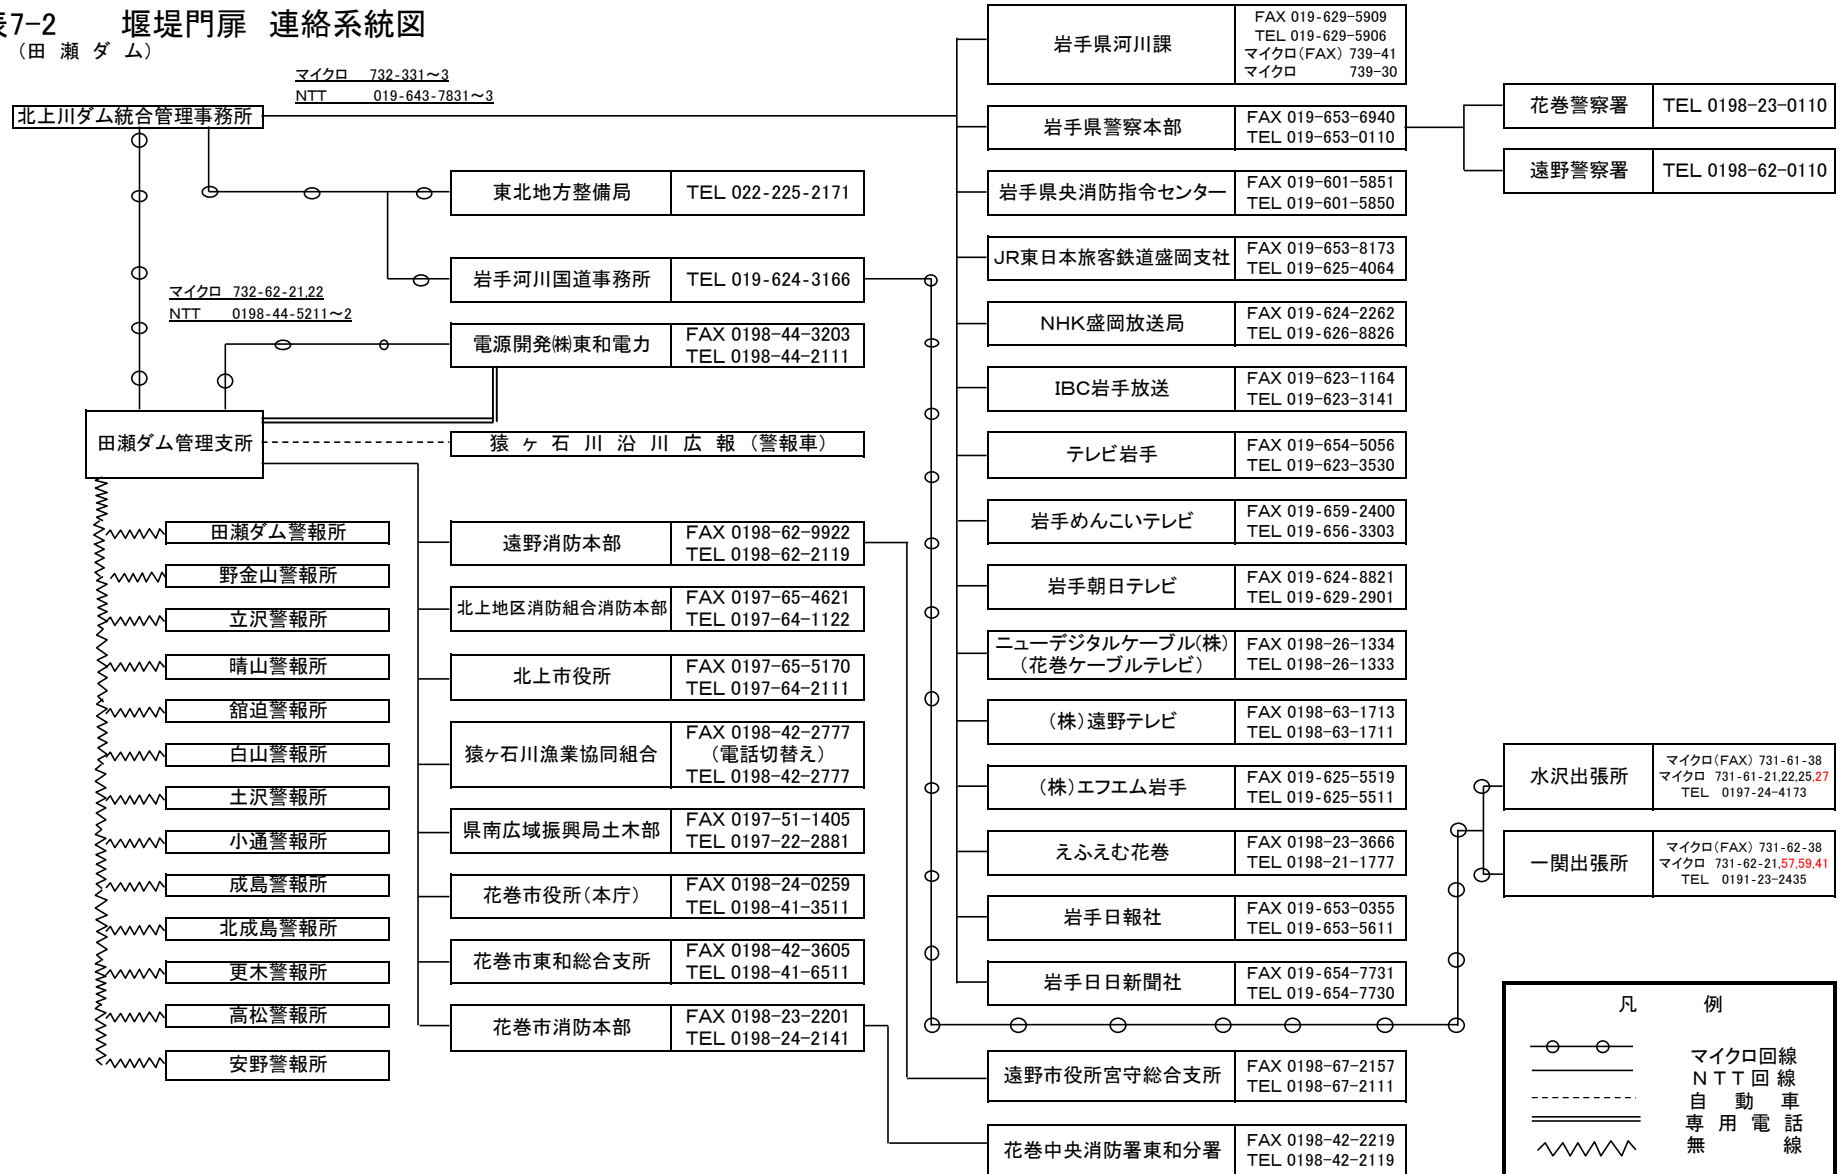 表7-2　　堰堤門扉　連絡系統図
（田　瀬　ダ　ム）
マイクロ　732-331～3
NTT　019-643-7831～3
北上川ダム統合管理事務所
東北地方整備局　TEL 022-225-2171
岩手河川国道事務所　TEL 019-624-3166
マイクロ　732-62-21,22
NTT　0198-44-5211～2
電源開発㈱東和電力　FAX 0198-44-3203
TEL 0198-44-2111
田瀬ダム管理支所
猿　ヶ　石　川　沿　川　広　報　（警報車）
田瀬ダム警報所
野金山警報所
立沢警報所
晴山警報所
舘迫警報所
白山警報所
土沢警報所
小通警報所
成島警報所
北成島警報所
更木警報所
高松警報所
安野警報所
遠野消防本部　FAX 0198-62-9922
TEL 0198-62-2119
北上地区消防組合消防本部　FAX 0197-65-4621
TEL 0197-64-1122
北上市役所　FAX 0197-65-5170
TEL 0197-64-2111
猿ヶ石川漁業協同組合　FAX 0198-42-2777
（電話切替え）
TEL 0198-42-2777
県南広域振興局土木部　FAX 0197-51-1405
TEL 0197-22-2881
花巻市役所（本庁）　FAX 0198-24-0259
TEL 0198-41-3511
花巻市東和総合支所　FAX 0198-42-3605
TEL 0198-41-6511
花巻市消防本部　FAX 0198-23-2201
TEL 0198-24-2141
岩手県河川課　FAX 019-629-5909
TEL 019-629-5906
マイクロ（FAX） 739-41
マイクロ　739-30
岩手県警察本部　FAX 019-653-6940
TEL 019-653-0110
岩手県央消防指令センター　FAX 019-601-5851
TEL 019-601-5850
JR東日本旅客鉄道盛岡支社　FAX 019-653-8173
TEL 019-625-4064
NHK盛岡放送局　FAX 019-624-2262
TEL 019-626-8826
IBC岩手放送　FAX 019-623-1164
TEL 019-623-3141
テレビ岩手　FAX 019-654-5056
TEL 019-623-3530
岩手めんこいテレビ　FAX 019-659-2400
TEL 019-656-3303
岩手朝日テレビ　FAX 019-624-8821
TEL 019-629-2901
ニューデジタルケーブル（株）　FAX 0198-26-1334
（花巻ケーブルテレビ）　TEL 0198-26-1333
（株）遠野テレビ　FAX 0198-63-1713
TEL 0198-63-1711
（株）エフエム岩手　FAX 019-625-5519
TEL 019-625-5511
えふえむ花巻　FAX 0198-23-3666
TEL 0198-21-1777
岩手日報社　FAX 019-653-0355
TEL 019-653-5611
岩手日日新聞社　FAX 019-654-7731
TEL 019-654-7730
遠野市役所宮守総合支所　FAX 0198-67-2157
TEL 0198-67-2111
花巻中央消防署東和分署　FAX 0198-42-2219
TEL 0198-42-2119
花巻警察署　TEL 0198-23-0110
遠野警察署　TEL 0198-62-0110
水沢出張所　マイクロ（FAX） 731-61-38
マイクロ 731-61-21,22,25,27
TEL 0197-24-4173
一関出張所　マイクロ（FAX） 731-62-38
マイクロ 731-62-21,57,59,41
TEL 0191-23-2435
凡　　　例
マイクロ回線
ＮＴＴ回線
自　動　車
専用電話
無　　　線